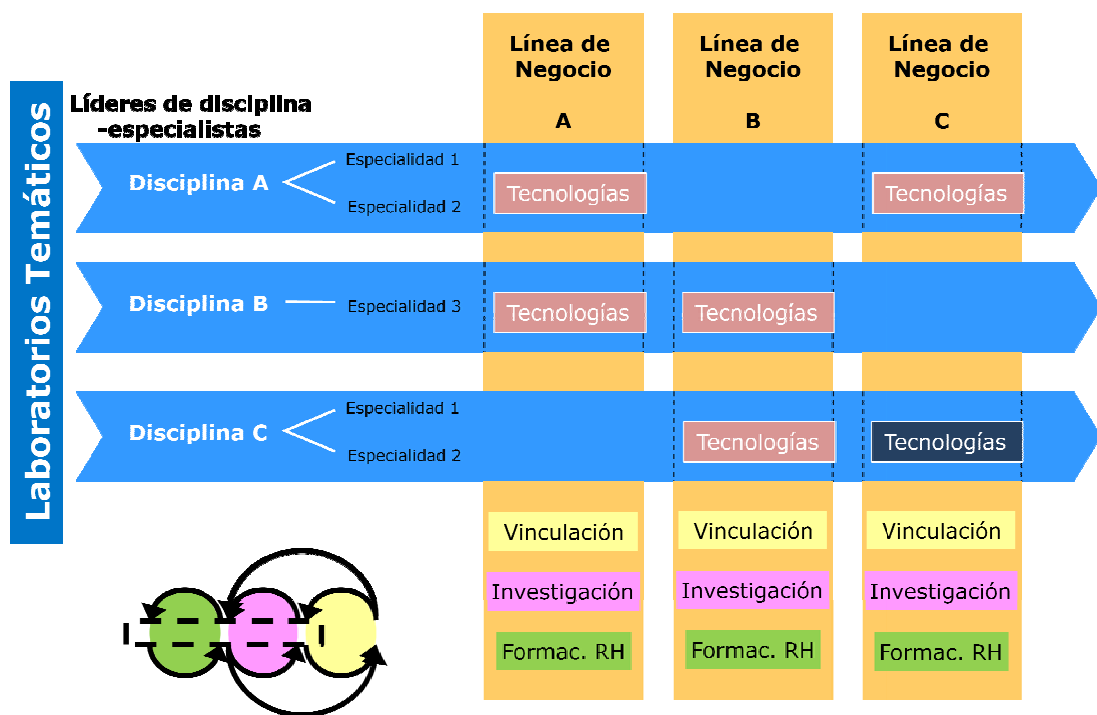 Línea de
Negocio
A
Línea de
Negocio
B
Línea de
Negocio
C
Laboratorios Temáticos
Líderes de disciplina
-especialistas
Disciplina A
Especialidad 1
Especialidad 2
Tecnologías
Tecnologías
Disciplina B
Especialidad 3
Tecnologías
Tecnologías
Disciplina C
Especialidad 1
Especialidad 2
Tecnologías
Tecnologías
Vinculación
Vinculación
Vinculación
Investigación
Investigación
Investigación
Formac. RH
Formac. RH
Formac. RH